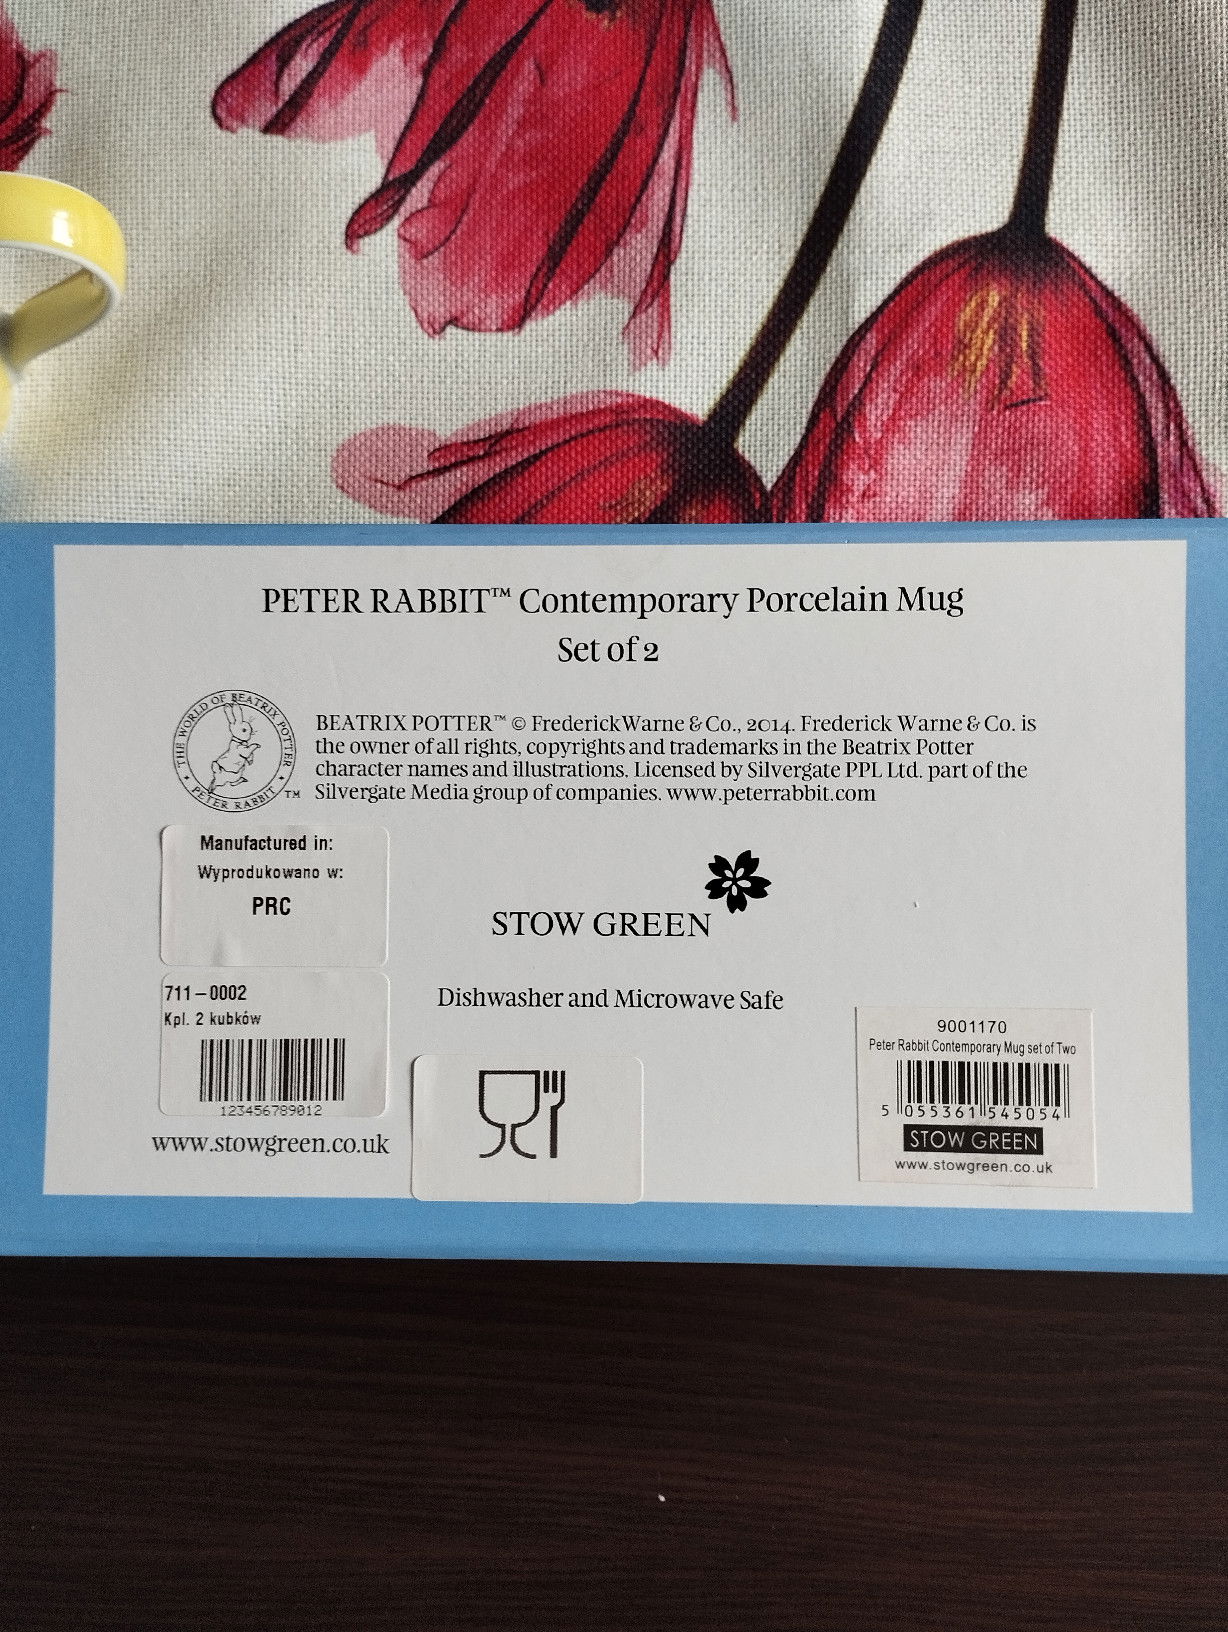 PETER RABBIT™ Contemporary Porcelain Mug
Set of 2
THE WORLD OF BEATRIX POTTER
PETER RABBIT
TM
BEATRIX POTTER™ © Frederick Warne & Co., 2014. Frederick Warne & Co. is
the owner of all rights, copyrights and trademarks in the Beatrix Potter
character names and illustrations. Licensed by Silvergate PPL Ltd. part of the
Silvergate Media group of companies. www.peterrabbit.com
Manufactured in:
Wyprodukowano w:
PRC
STOW GREEN
Dishwasher and Microwave Safe
711-0002
Kpl. 2 kubków
123456789012
www.stowgreen.co.uk
9001170
Peter Rabbit Contemporary Mug set of Two
5 055361 545054
STOW GREEN
www.stowgreen.co.uk